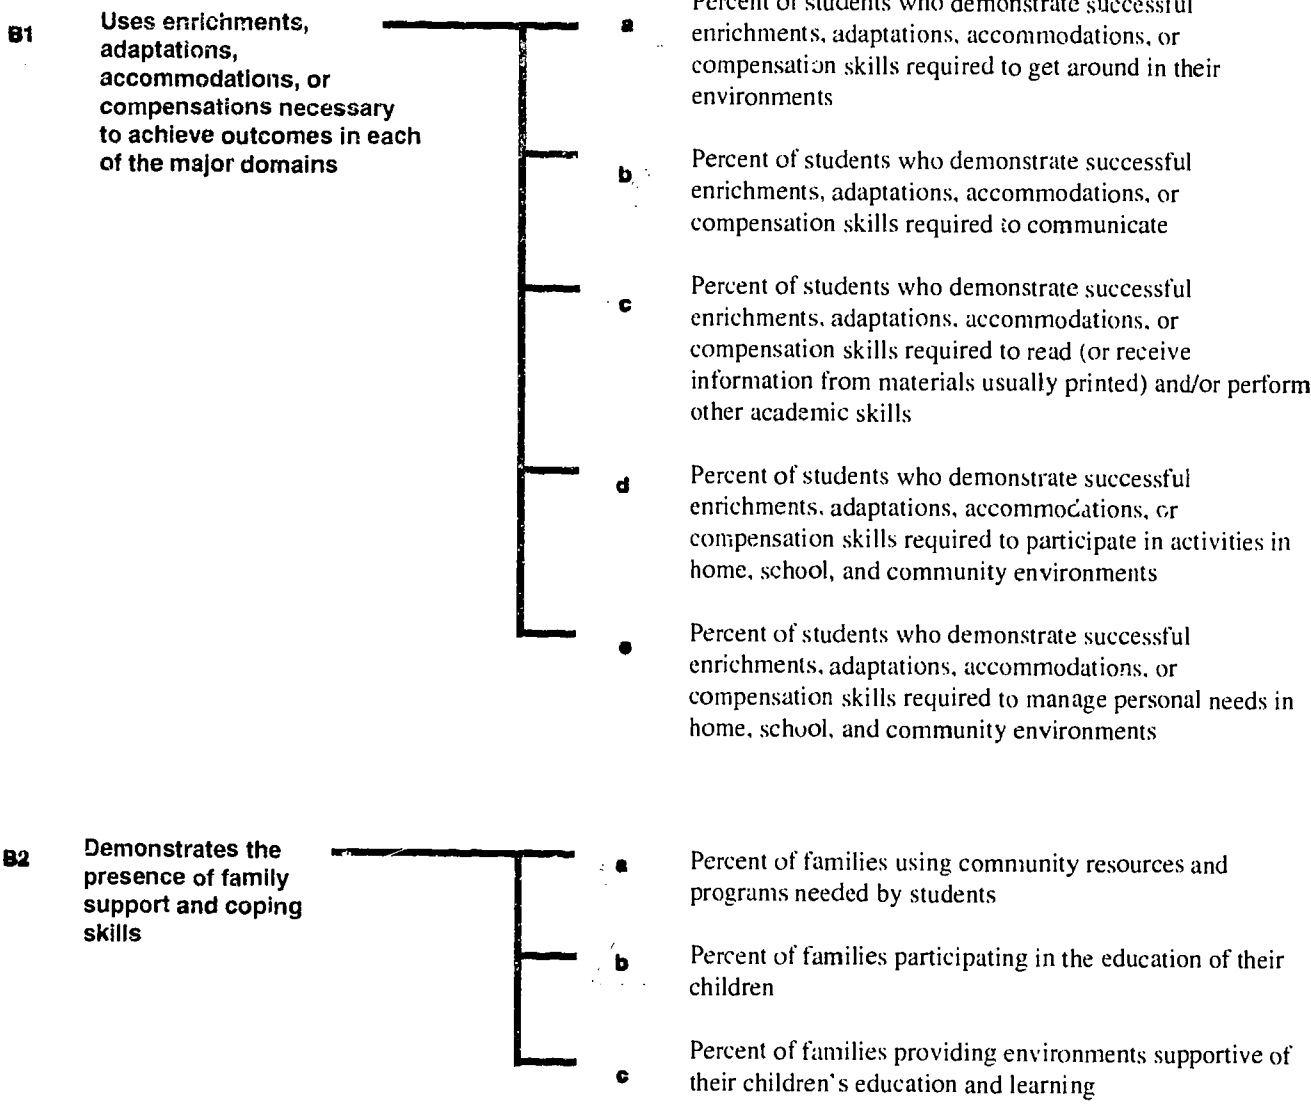 B1
Uses enrichments,
adaptations,
accommodations, or
compensations necessary
to achieve outcomes in each
of the major domains
a
Percent of students who demonstrate successful
enrichments, adaptations, accommodations, or
compensation skills required to get around in their
environments
b
Percent of students who demonstrate successful
enrichments, adaptations, accommodations, or
compensation skills required to communicate
c
Percent of students who demonstrate successful
enrichments, adaptations, accommodations, or
compensation skills required to read (or receive
information from materials usually printed) and/or perform
other academic skills
d
Percent of students who demonstrate successful
enrichments, adaptations, accommodations, or
compensation skills required to participate in activities in
home, school, and community environments
e
Percent of students who demonstrate successful
enrichments, adaptations, accommodations, or
compensation skills required to manage personal needs in
home, school, and community environments
B2
Demonstrates the
presence of family
support and coping
skills
a
Percent of families using community resources and
programs needed by students
b
Percent of families participating in the education of their
children
c
Percent of families providing environments supportive of
their children's education and learning